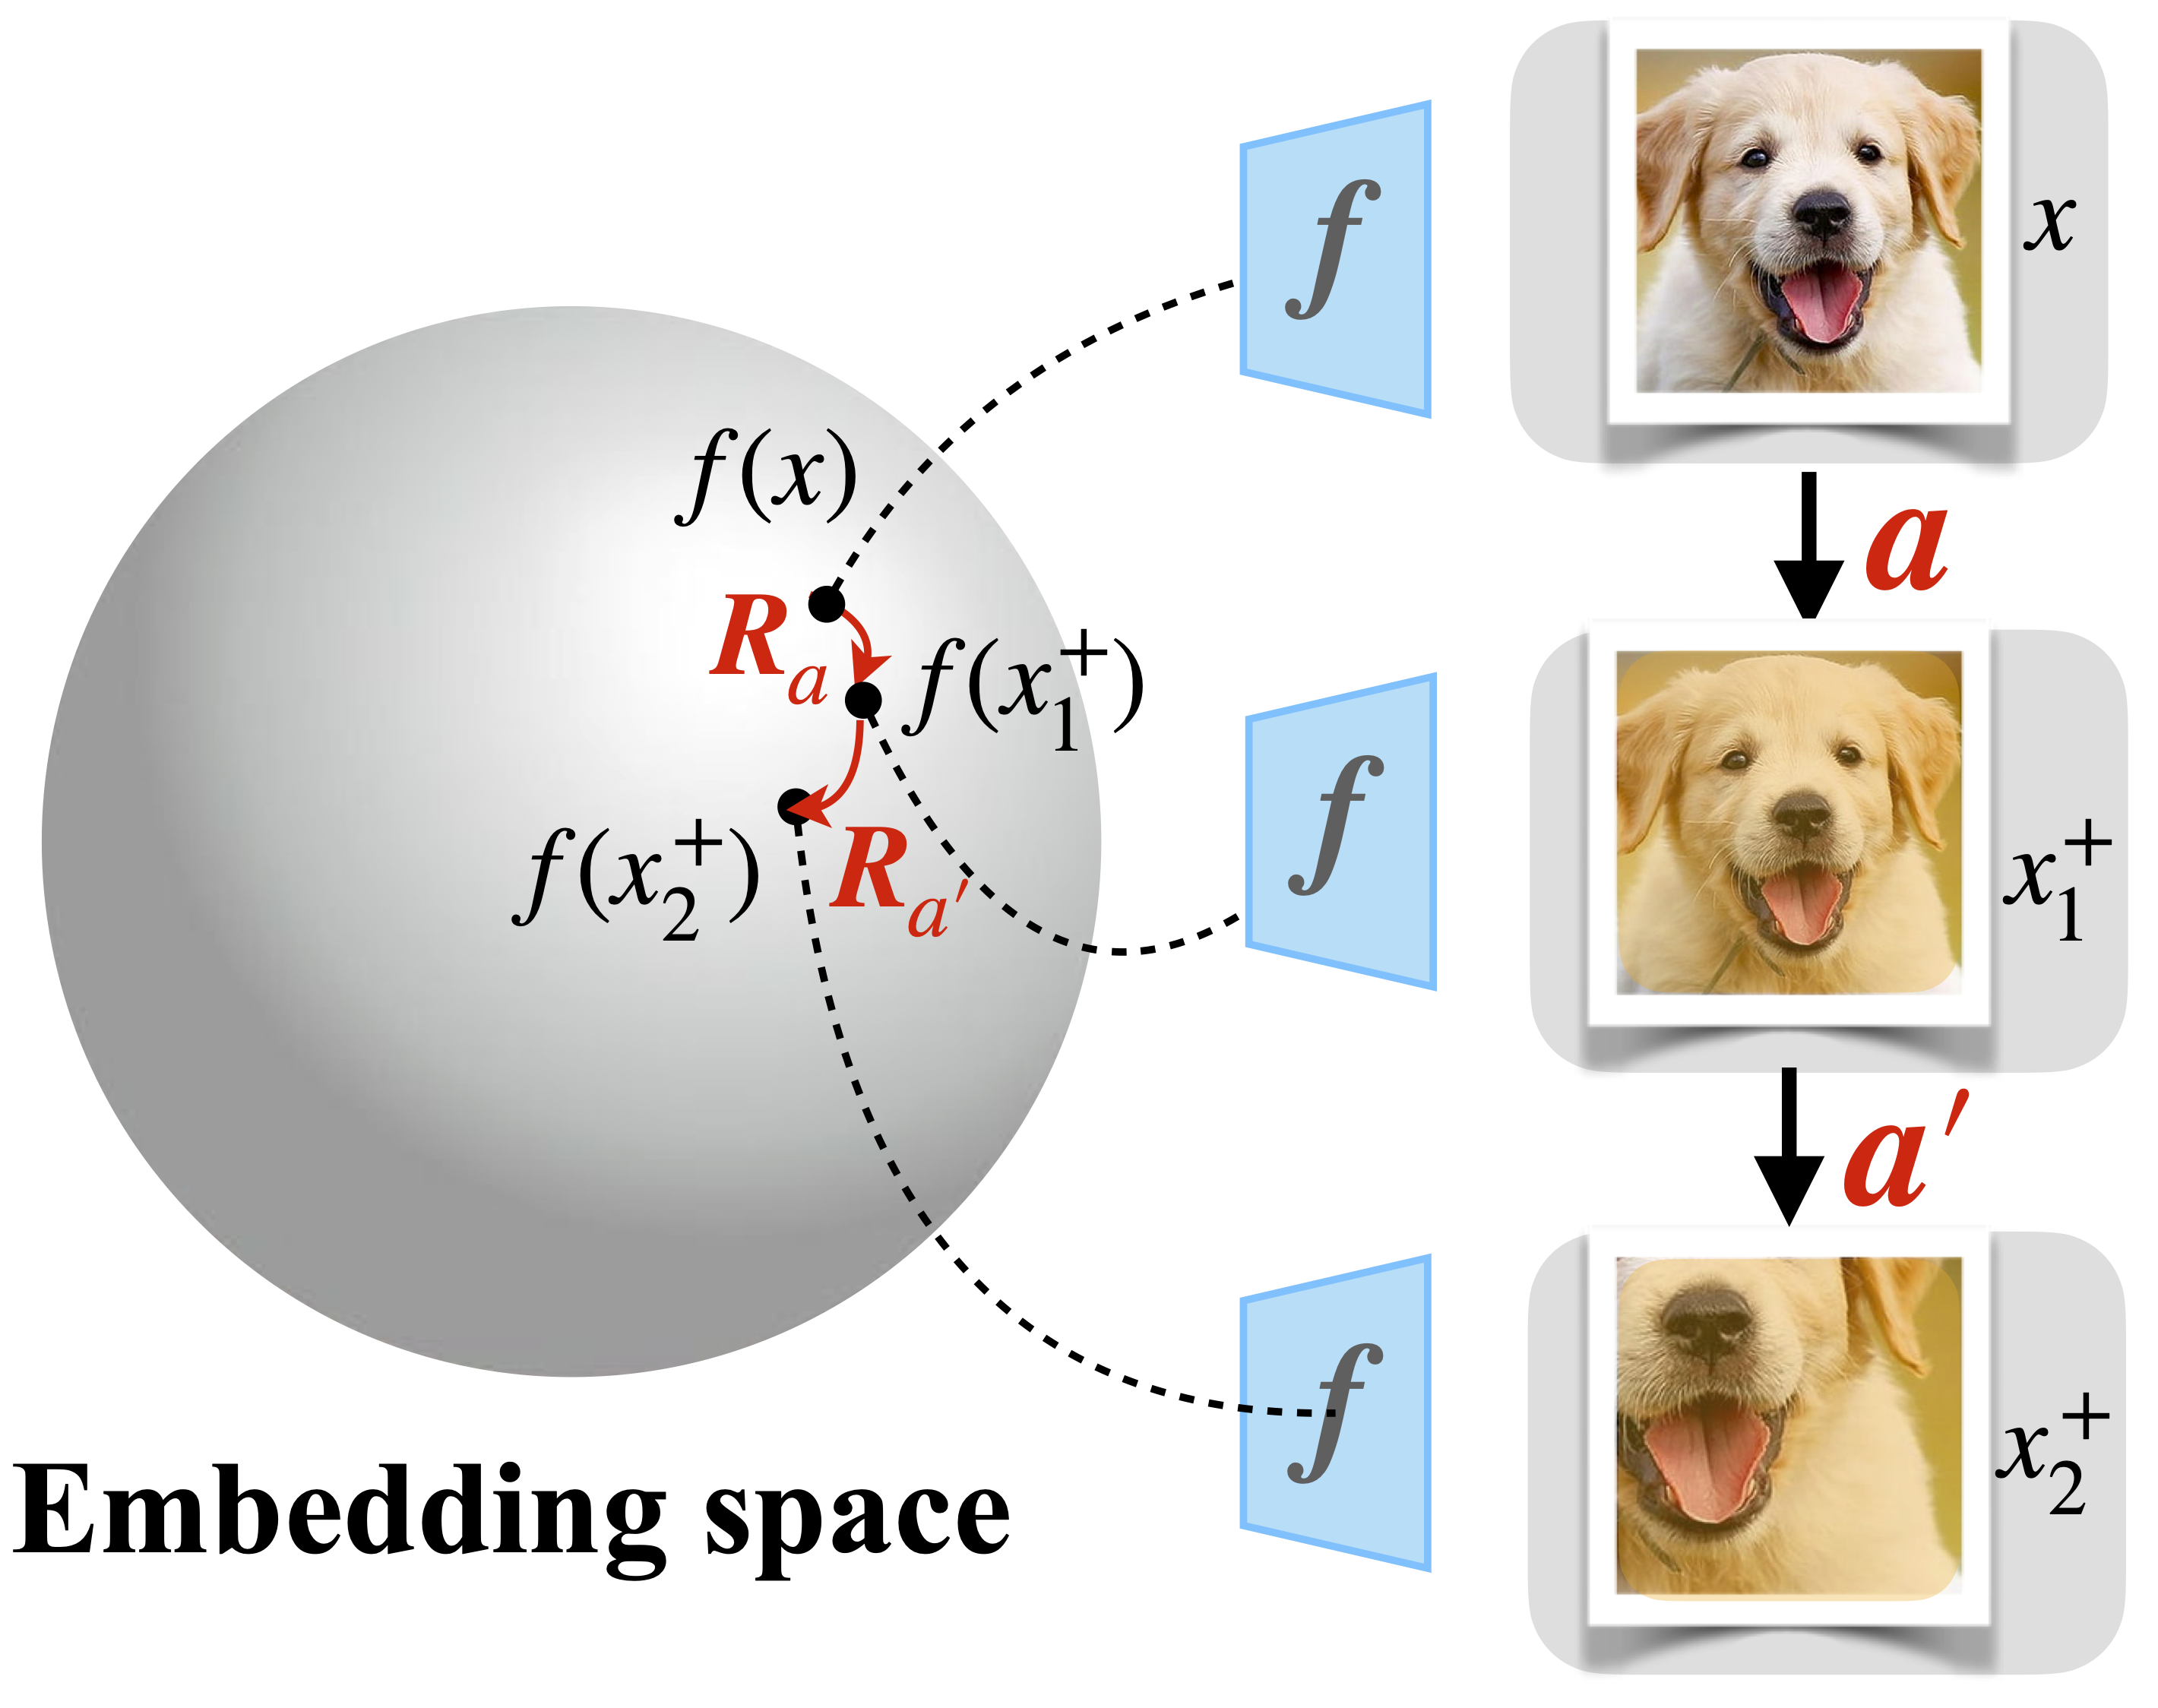 f
x
f(x)
a
R_a
f(x_1^+)
f
x_1^+
f(x_2^+)
R_{a′}
a′
f
x_2^+
Embedding space